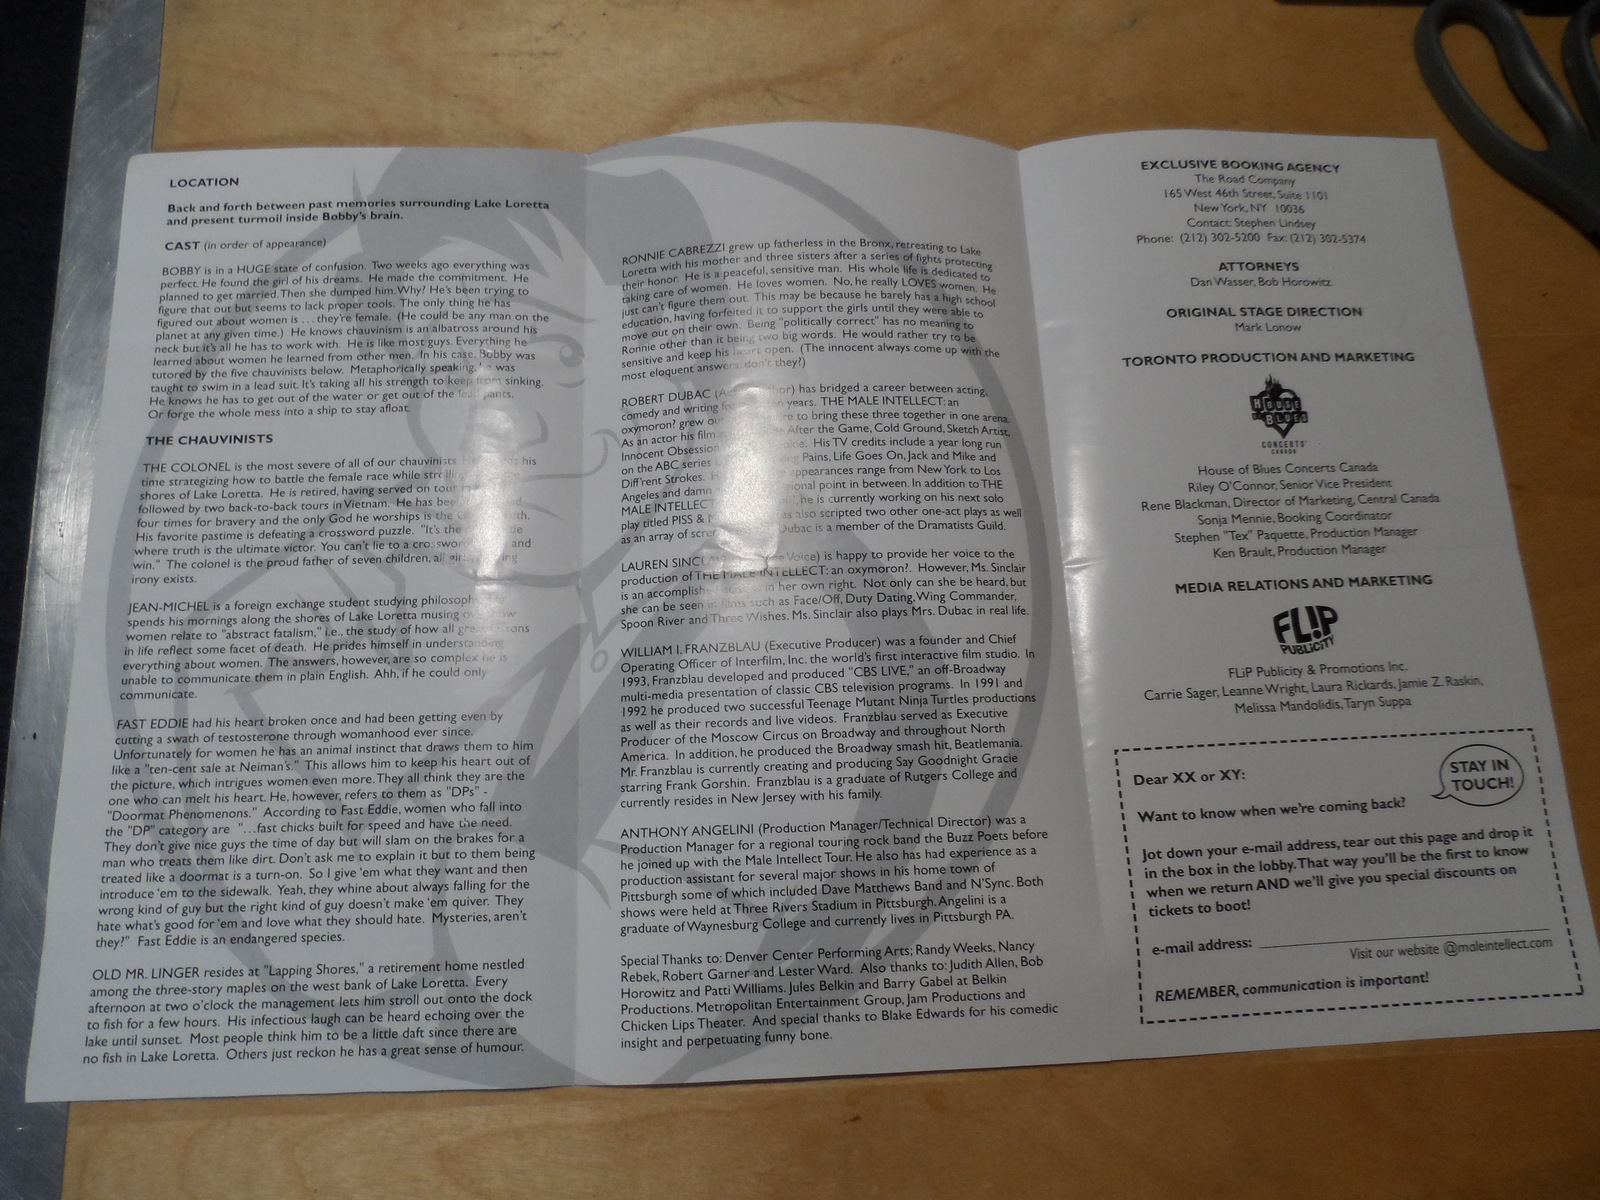 LOCATION
Back and forth between past memories surrounding Lake Loretta
and present turmoil inside Bobby's brain.
CAST (in order of appearance)
BOBBY is in a HUGE state of confusion. Two weeks ago everything was
perfect. He found the girl of his dreams. He made the commitment. He
planned to get married. Then she dumped him. Why? He's been trying to
figure that out but seems to lack proper tools. The only thing he has
figured out about women is ... they're female. (He could be any man on the
planet at any given time.) He knows chauvinism is an albatross around his
neck but it's all he has to work with. He is like most guys. Everything he
learned about women he learned from other men. In his case, Bobby was
tutored by the five chauvinists below. Metaphorically speaking, he was
taught to swim in a lead suit. It's taking all his strength to keep from sinking.
He knows he has to get out of the water or get out of the lead pants.
Or forge the whole mess into a ship to stay afloat.
THE CHAUVINISTS
THE COLONEL is the most severe of all of our chauvinists. his
time strategizing how to battle the female race while strolling
shores of Lake Loretta. He is retired, having served on tour
followed by two back-to-back tours in Vietnam. He has been
four times for bravery and the only God he worships is the
His favorite pastime is defeating a crossword puzzle. "It's the
where truth is the ultimate victor. You can't lie to a crossword and
win." The colonel is the proud father of seven children, all girls,
irony exists.
JEAN-MICHEL is a foreign exchange student studying philosophy.
spends his mornings along the shores of Lake Loretta musing
women relate to "abstract fatalism," i.e., the study of how all
in life reflect some facet of death. He prides himself in understanding
everything about women. The answers, however, are so complex he is
unable to communicate them in plain English. Ahh, if he could only
communicate.
FAST EDDIE had his heart broken once and had been getting even by
cutting a swath of testosterone through womanhood ever since.
Unfortunately for women he has an animal instinct that draws them to him
like a "ten-cent sale at Neiman's." This allows him to keep his heart out of
the picture, which intrigues women even more. They all think they are the
one who can melt his heart. He, however, refers to them as "DPs" -
"Doormat Phenomenons." According to Fast Eddie, women who fall into
the "DP" category are "...fast chicks built for speed and have the need.
They don't give nice guys the time of day but will slam on the brakes for a
man who treats them like dirt. Don't ask me to explain it but to them being
treated like a doormat is a turn-on. So I give 'em what they want and then
introduce 'em to the sidewalk. Yeah, they whine about always falling for the
wrong kind of guy but the right kind of guy doesn't make 'em quiver. They
hate what's good for 'em and love what they should hate. Mysteries, aren't
they?" Fast Eddie is an endangered species.
OLD MR. LINGER resides at "Lapping Shores," a retirement home nestled
among the three-story maples on the west bank of Lake Loretta. Every
afternoon at two o'clock the management lets him stroll out onto the dock
to fish for a few hours. His infectious laugh can be heard echoing over the
lake until sunset. Most people think him to be a little daft since there are
no fish in Lake Loretta. Others just reckon he has a great sense of humour.
RONNIE CABREZZI grew up fatherless in the Bronx, retreating to Lake
Loretta with his mother and three sisters after a series of fights protecting
their honor. He is a peaceful, sensitive man. His whole life is dedicated to
taking care of women. He loves women. No, he really LOVES women. He
just can't figure them out. This may be because he barely has a high school
education, having forfeited it to support the girls until they were able to
move out on their own. Being "politically correct" has no meaning to
Ronnie other than it being two big words. He would rather try to be
sensitive and keep his heart open. (The innocent always come up with the
most eloquent answers, don't they?)
ROBERT DUBAC has bridged a career between acting,
comedy and writing years. THE MALE INTELLECT: an
oxymoron? grew to bring these three together in one arena.
As an actor his film After the Game, Cold Ground, Sketch Artist,
Innocent Obsession His TV credits include a year long run
on the ABC series Pains, Life Goes On, Jack and Mike and
Diff'rent Strokes. appearances range from New York to Los
Angeles and damn point in between. In addition to THE
MALE INTELLECT he is currently working on his next solo
play titled PISS & also scripted two other one-act plays as well
as an array of Dubac is a member of the Dramatists Guild.
LAUREN SINCLAIR Voice) is happy to provide her voice to the
production of THE MALE INTELLECT: an oxymoron?. However, Ms. Sinclair
is an accomplished in her own right. Not only can she be heard, but
she can be seen in films such as Face/Off, Duty Dating, Wing Commander,
Spoon River and Three Wishes. Ms. Sinclair also plays Mrs. Dubac in real life.
WILLIAM I. FRANZBLAU (Executive Producer) was a founder and Chief
Operating Officer of Interfilm, Inc. the world's first interactive film studio. In
1993, Franzblau developed and produced "CBS LIVE," an off-Broadway
multi-media presentation of classic CBS television programs. In 1991 and
1992 he produced two successful Teenage Mutant Ninja Turtles productions
as well as their records and live videos. Franzblau served as Executive
Producer of the Moscow Circus on Broadway and throughout North
America. In addition, he produced the Broadway smash hit, Beatlemania.
Mr. Franzblau is currently creating and producing Say Goodnight Gracie
starring Frank Gorshin. Franzblau is a graduate of Rutgers College and
currently resides in New Jersey with his family.
ANTHONY ANGELINI (Production Manager/Technical Director) was a
Production Manager for a regional touring rock band the Buzz Poets before
he joined up with the Male Intellect Tour. He also has had experience as a
production assistant for several major shows in his home town of
Pittsburgh some of which included Dave Matthews Band and N'Sync. Both
shows were held at Three Rivers Stadium in Pittsburgh. Angelini is a
graduate of Waynesburg College and currently lives in Pittsburgh PA.
Special Thanks to: Denver Center Performing Arts; Randy Weeks, Nancy
Rebek, Robert Garner and Lester Ward. Also thanks to: Judith Allen, Bob
Horowitz and Patti Williams. Jules Belkin and Barry Gabel at Belkin
Productions. Metropolitan Entertainment Group, Jam Productions and
Chicken Lips Theater. And special thanks to Blake Edwards for his comedic
insight and perpetuating funny bone.
EXCLUSIVE BOOKING AGENCY
The Road Company
165 West 46th Street, Suite 1101
New York, NY 10036
Contact: Stephen Lindsey
Phone: (212) 302-5200 Fax: (212) 302-5374
ATTORNEYS
Dan Wasser, Bob Horowitz
ORIGINAL STAGE DIRECTION
Mark Lonow
TORONTO PRODUCTION AND MARKETING
HOUSE OF BLUES
CONCERTS
CANADA
House of Blues Concerts Canada
Riley O'Connor, Senior Vice President
Rene Blackman, Director of Marketing, Central Canada
Sonja Mennie, Booking Coordinator
Stephen "Tex" Paquette, Production Manager
Ken Brault, Production Manager
MEDIA RELATIONS AND MARKETING
FLiP
PUBLiCiTY
FLiP Publicity & Promotions Inc.
Carrie Sager, Leanne Wright, Laura Rickards, Jamie Z. Raskin,
Melissa Mandolidis, Taryn Suppa
STAY IN
TOUCH!
Dear XX or XY:
Want to know when we're coming back?
Jot down your e-mail address, tear out this page and drop it
in the box in the lobby. That way you'll be the first to know
when we return AND we'll give you special discounts on
tickets to boot!
e-mail address:
Visit our website @maleintellect.com
REMEMBER, communication is important!